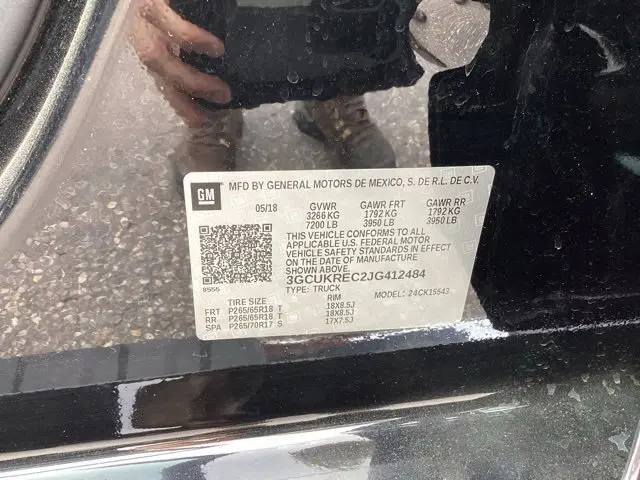 GM MFD BY GENERAL MOTORS DE MEXICO, S. DE R.L. DE C.V.
05/18 GVWR GAWR FRT GAWR RR
3266 KG 1792 KG 1792 KG
7200 LB 3950 LB 3950 LB
THIS VEHICLE CONFORMS TO ALL
APPLICABLE U.S. FEDERAL MOTOR
VEHICLE SAFETY STANDARDS IN EFFECT
ON THE DATE OF MANUFACTURE
SHOWN ABOVE.
3GCUKREC2JG412484
8555 TYPE: TRUCK MODEL: 24CK15543
TIRE SIZE RIM
FRT P265/65R18 T 18X8.5J
RR P265/65R18 T 18X8.5J
SPA P265/70R17 S 17X7.5J